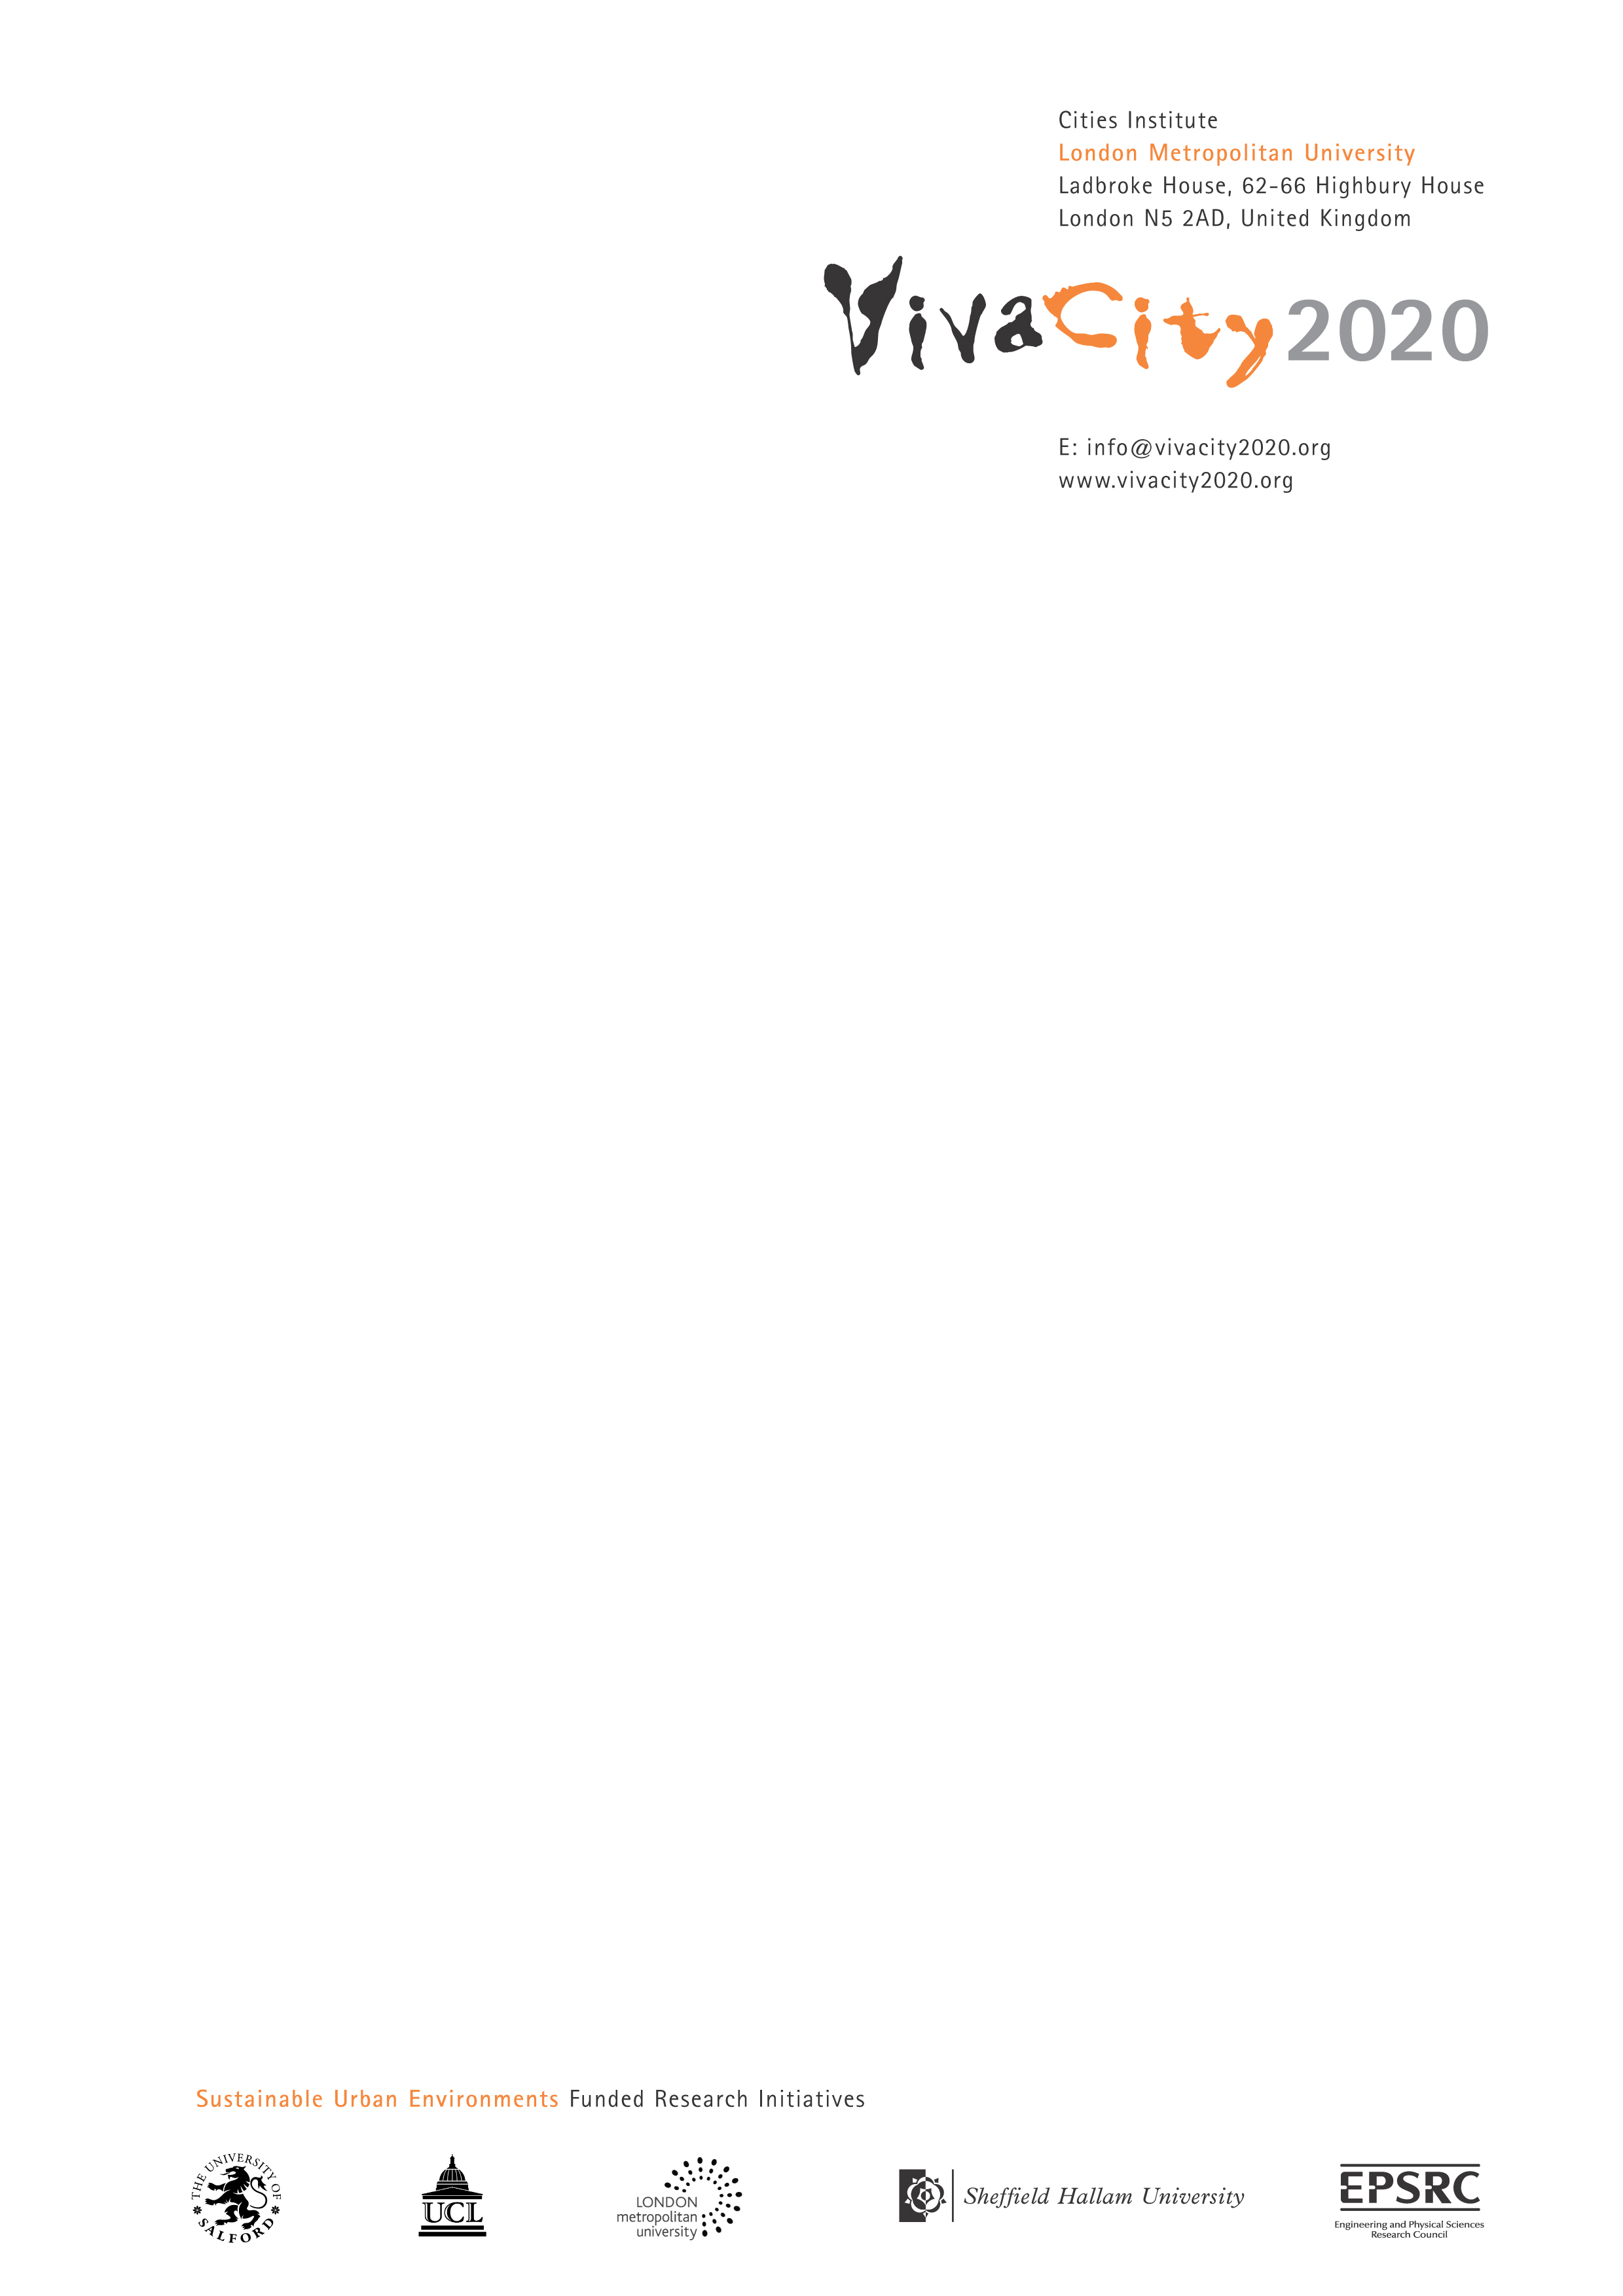 Cities Institute
London Metropolitan University
Ladbroke House, 62-66 Highbury House
London N5 2AD, United Kingdom
VivaCity 2020
E: info@vivacity2020.org
www.vivacity2020.org
Sustainable Urban Environments Funded Research Initiatives
THE UNIVERSITY OF SALFORD
UCL
LONDON
metropolitan
university
Sheffield Hallam University
EPSRC
Engineering and Physical Sciences
Research Council